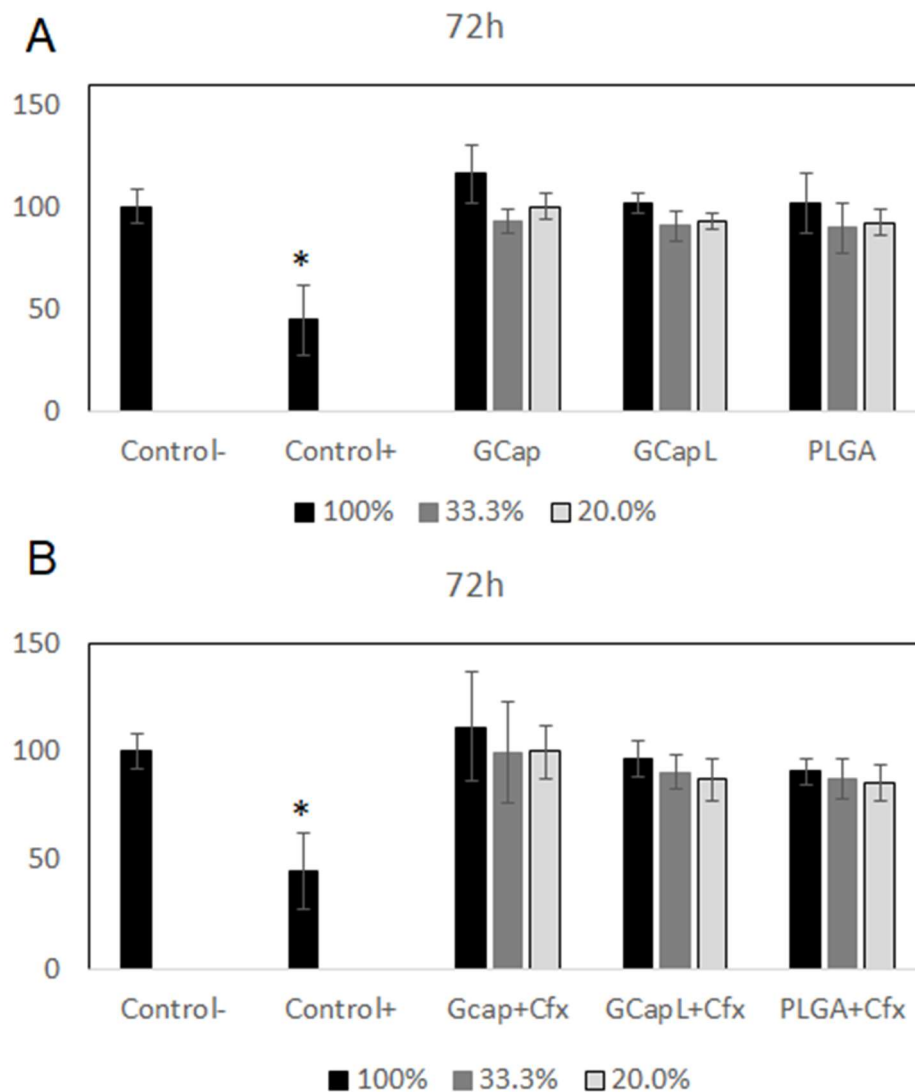 A
72h
150
100
50
0
*
Control-
Control+
GCap
GCapL
PLGA
100% 33.3% 20.0%
B
72h
150
100
50
0
*
Control-
Control+
Gcap+Cfx
GCapL+Cfx
PLGA+Cfx
100% 33.3% 20.0%